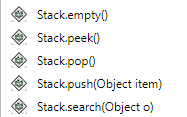 Stack.empty()
Stack.peek()
Stack.pop()
Stack.push(Object item)
Stack.search(Object o)